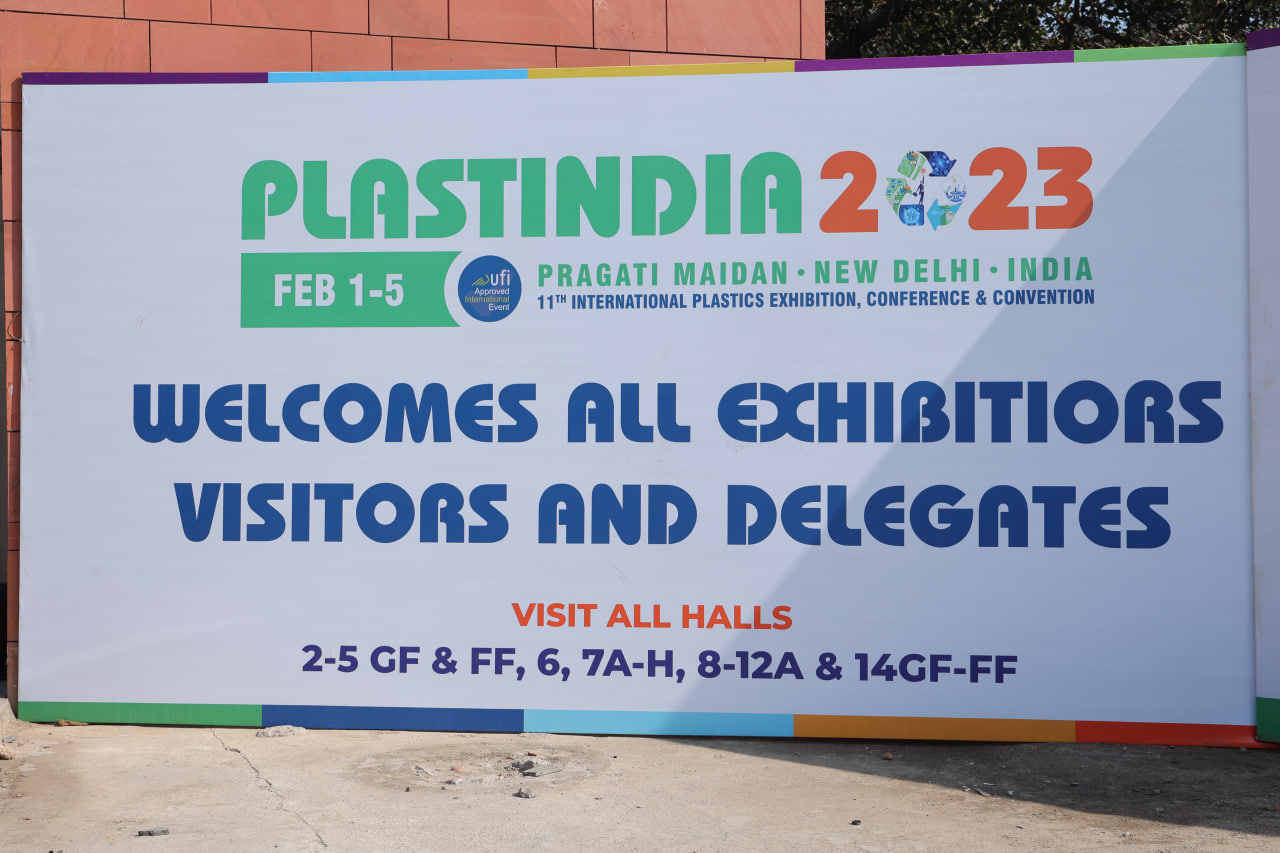 PLASTINDIA 2023
FEB 1-5
ufi
Approved
International
Event
PRAGATI MAIDAN • NEW DELHI • INDIA
11TH INTERNATIONAL PLASTICS EXHIBITION, CONFERENCE & CONVENTION
WELCOMES ALL EXHIBITIORS
VISITORS AND DELEGATES
VISIT ALL HALLS
2-5 GF & FF, 6, 7A-H, 8-12A & 14GF-FF